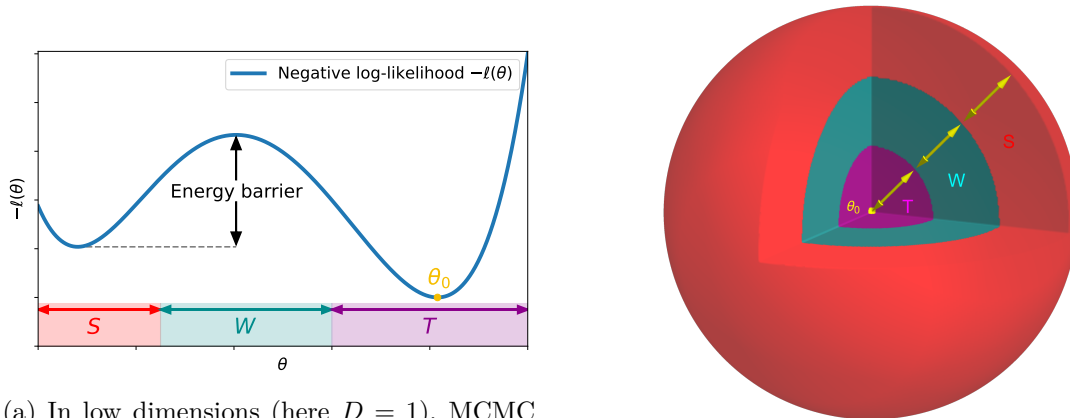 Negative log-likelihood −ℓ(θ)
−ℓ(θ)
Energy barrier
θ₀
S W T
θ
S
W
θ₀ T
(a) In low dimensions (here D = 1), MCMC